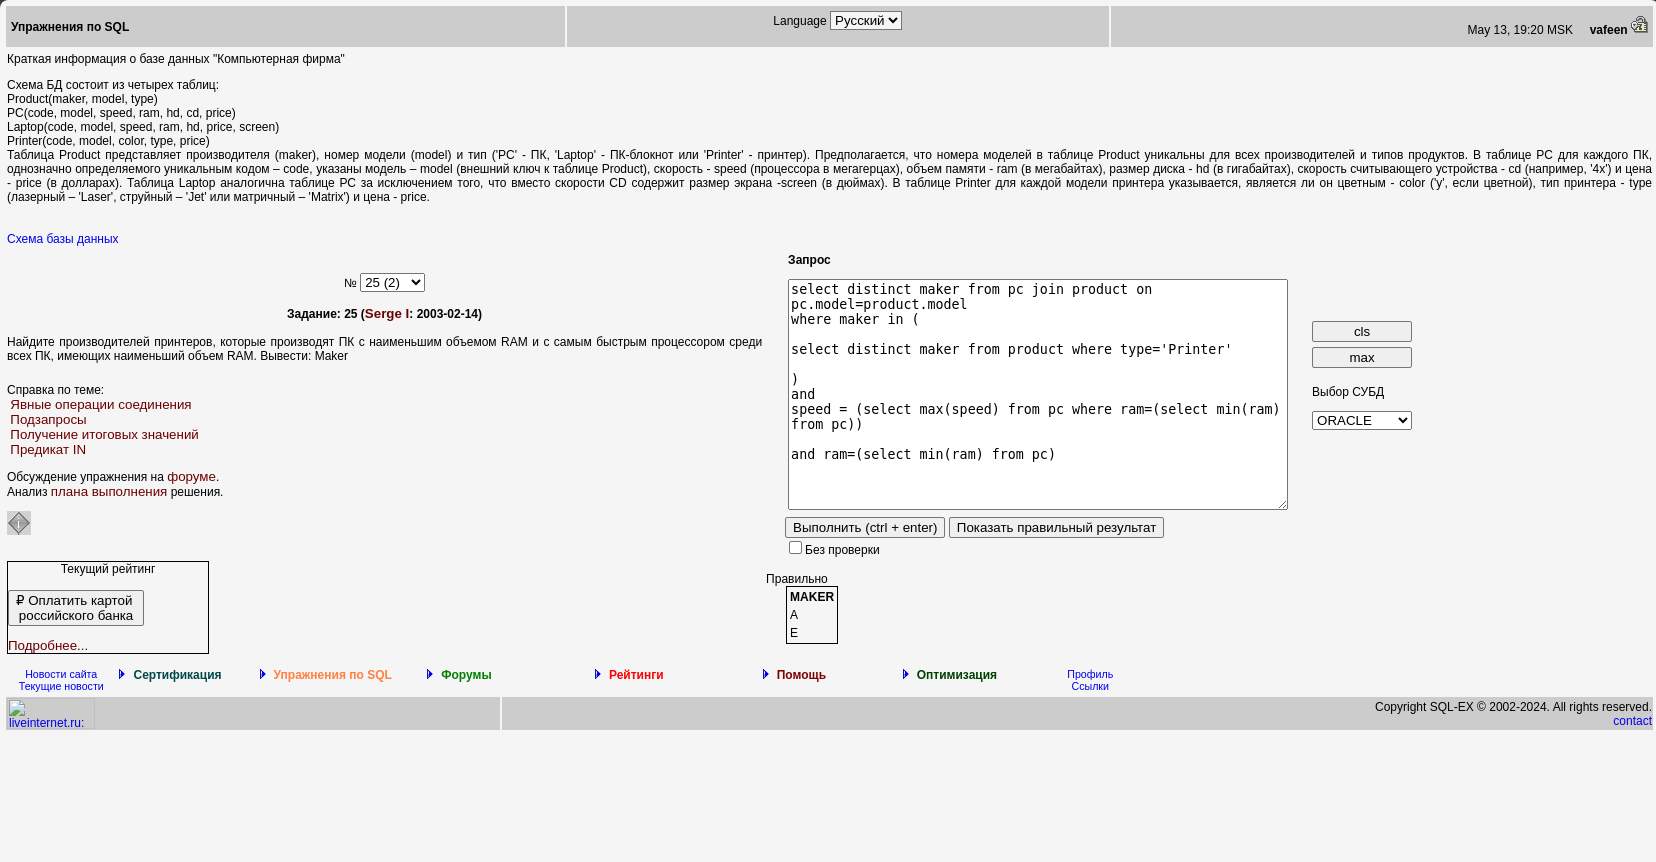 Упражнения по SQL
Language Русский
May 13, 19:20 MSK vafeen
Краткая информация о базе данных "Компьютерная фирма"
Схема БД состоит из четырех таблиц:
Product(maker, model, type)
PC(code, model, speed, ram, hd, cd, price)
Laptop(code, model, speed, ram, hd, price, screen)
Printer(code, model, color, type, price)
Таблица Product представляет производителя (maker), номер модели (model) и тип ('PC' - ПК, 'Laptop' - ПК-блокнот или 'Printer' - принтер). Предполагается, что номера моделей в таблице Product уникальны для всех производителей и типов продуктов. В таблице PC для каждого ПК,
однозначно определяемого уникальным кодом – code, указаны модель – model (внешний ключ к таблице Product), скорость - speed (процессора в мегагерцах), объем памяти - ram (в мегабайтах), размер диска - hd (в гигабайтах), скорость считывающего устройства - cd (например, '4x') и цена
- price (в долларах). Таблица Laptop аналогична таблице РС за исключением того, что вместо скорости CD содержит размер экрана -screen (в дюймах). В таблице Printer для каждой модели принтера указывается, является ли он цветным - color ('y', если цветной), тип принтера - type
(лазерный – 'Laser', струйный – 'Jet' или матричный – 'Matrix') и цена - price.
Схема базы данных
№ 25 (2)
Задание: 25 (Serge I: 2003-02-14)
Найдите производителей принтеров, которые производят ПК с наименьшим объемом RAM и с самым быстрым процессором среди
всех ПК, имеющих наименьший объем RAM. Вывести: Maker
Справка по теме:
Явные операции соединения
Подзапросы
Получение итоговых значений
Предикат IN
Обсуждение упражнения на форуме.
Анализ плана выполнения решения.
Текущий рейтинг
₽ Оплатить картой
российского банка
Подробнее...
Запрос
select distinct maker from pc join product on
pc.model=product.model
where maker in (
select distinct maker from product where type='Printer'
)
and
speed = (select max(speed) from pc where ram=(select min(ram)
from pc))
and ram=(select min(ram) from pc)
cls
max
Выбор СУБД
ORACLE
Выполнить (ctrl + enter) Показать правильный результат
Без проверки
Правильно
MAKER
A
E
Новости сайта
Текущие новости
Сертификация
Упражнения по SQL
Форумы
Рейтинги
Помощь
Оптимизация
Профиль
Ссылки
liveinternet.ru:
Copyright SQL-EX © 2002-2024. All rights reserved.
contact